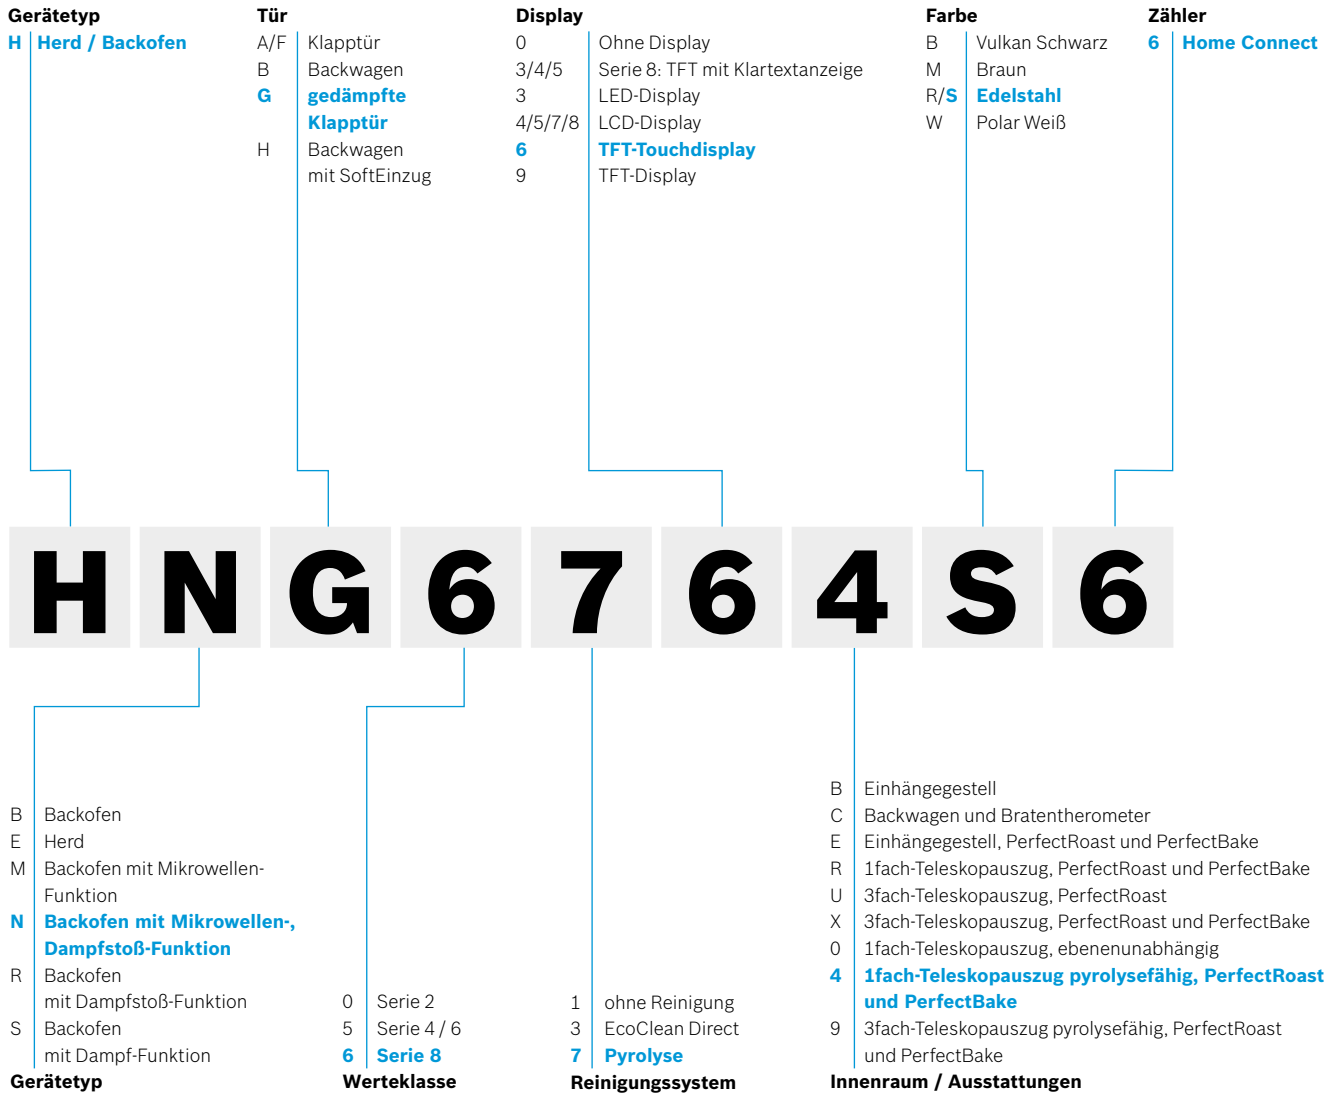 Gerätetyp
H Herd / Backofen
Tür
A/F Klapptür
B Backwagen
G gedämpfte
Klapptür
H Backwagen
mit SoftEinzug
Display
0 Ohne Display
3/4/5 Serie 8: TFT mit Klartextanzeige
3 LED-Display
4/5/7/8 LCD-Display
6 TFT-Touchdisplay
9 TFT-Display
Farbe
B Vulkan Schwarz
M Braun
R/S Edelstahl
W Polar Weiß
Zähler
6 Home Connect
H N G 6 7 6 4 S 6
B Backofen
E Herd
M Backofen mit Mikrowellen-
Funktion
N Backofen mit Mikrowellen-,
Dampfstoß-Funktion
R Backofen
mit Dampfstoß-Funktion
S Backofen
mit Dampf-Funktion
Gerätetyp
0 Serie 2
5 Serie 4 / 6
6 Serie 8
Werteklasse
1 ohne Reinigung
3 EcoClean Direct
7 Pyrolyse
Reinigungssystem
B Einhängegestell
C Backwagen und Bratentherometer
E Einhängegestell, PerfectRoast und PerfectBake
R 1fach-Teleskopauszug, PerfectRoast und PerfectBake
U 3fach-Teleskopauszug, PerfectRoast
X 3fach-Teleskopauszug, PerfectRoast und PerfectBake
0 1fach-Teleskopauszug, ebenenunabhängig
4 1fach-Teleskopauszug pyrolysefähig, PerfectRoast
und PerfectBake
9 3fach-Teleskopauszug pyrolysefähig, PerfectRoast
und PerfectBake
Innenraum / Ausstattungen